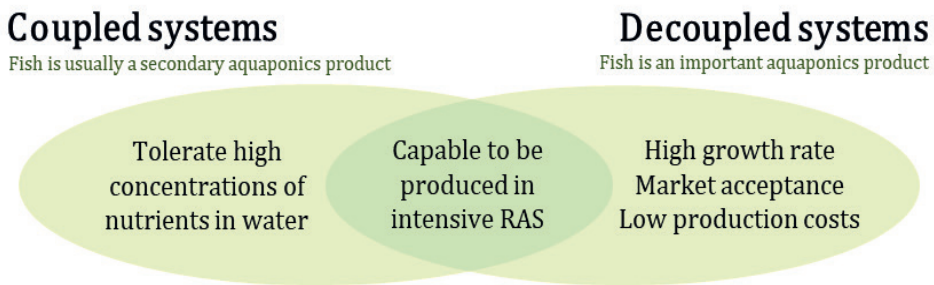 Coupled systems
Fish is usually a secondary aquaponics product
Decoupled systems
Fish is an important aquaponics product
Tolerate high
concentrations of
nutrients in water
Capable to be
produced in
intensive RAS
High growth rate
Market acceptance
Low production costs